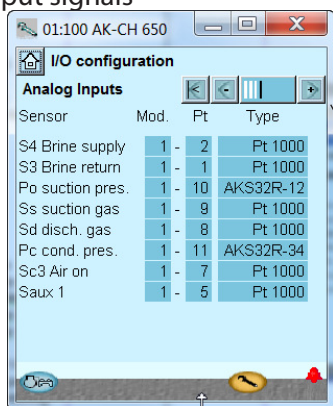 put signals
01:100 AK-CH 650
I/O configuration
Analog Inputs
Sensor Mod. Pt Type
S4 Brine supply 1 - 2 Pt 1000
S3 Brine return 1 - 1 Pt 1000
Po suction pres. 1 - 10 AKS32R-12
Ss suction gas 1 - 9 Pt 1000
Sd disch. gas 1 - 8 Pt 1000
Pc cond. pres. 1 - 11 AKS32R-34
Sc3 Air on 1 - 7 Pt 1000
Saux 1 1 - 5 Pt 1000